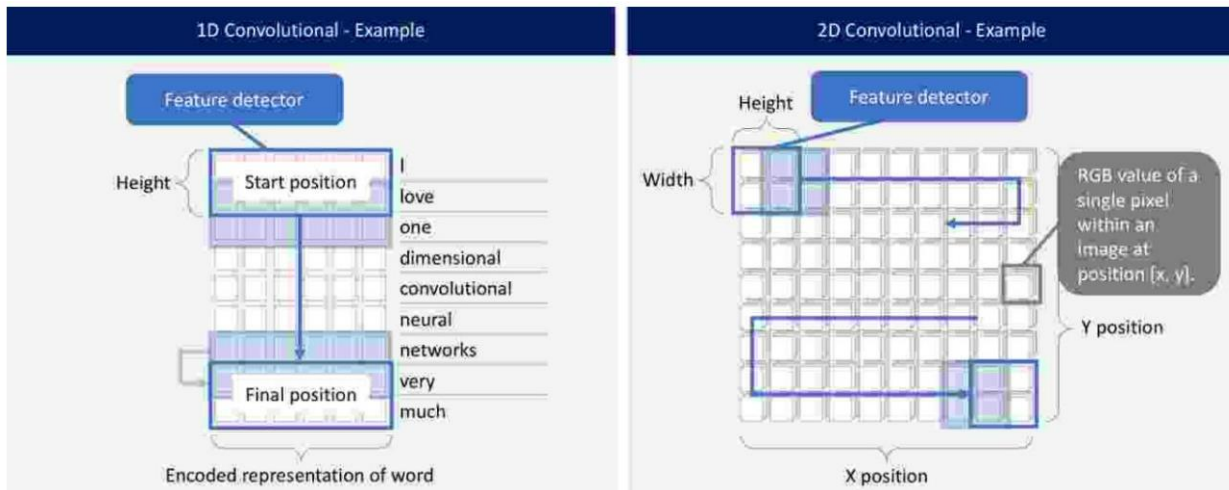 1D Convolutional - Example
Feature detector
Height
Start position
I
love
one
dimensional
convolutional
neural
networks
very
much
Final position
Encoded representation of word
2D Convolutional - Example
Height
Feature detector
Width
RGB value of a
single pixel
within an
image at
position [x, y].
Y position
X position